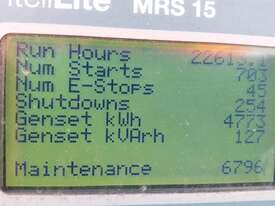 Lite MRS 15
Run Hours
Num Starts 703
Num E-Stops 45
Shutdowns 254
Genset kWh 4773
Genset kVArh 127
Maintenance 6796